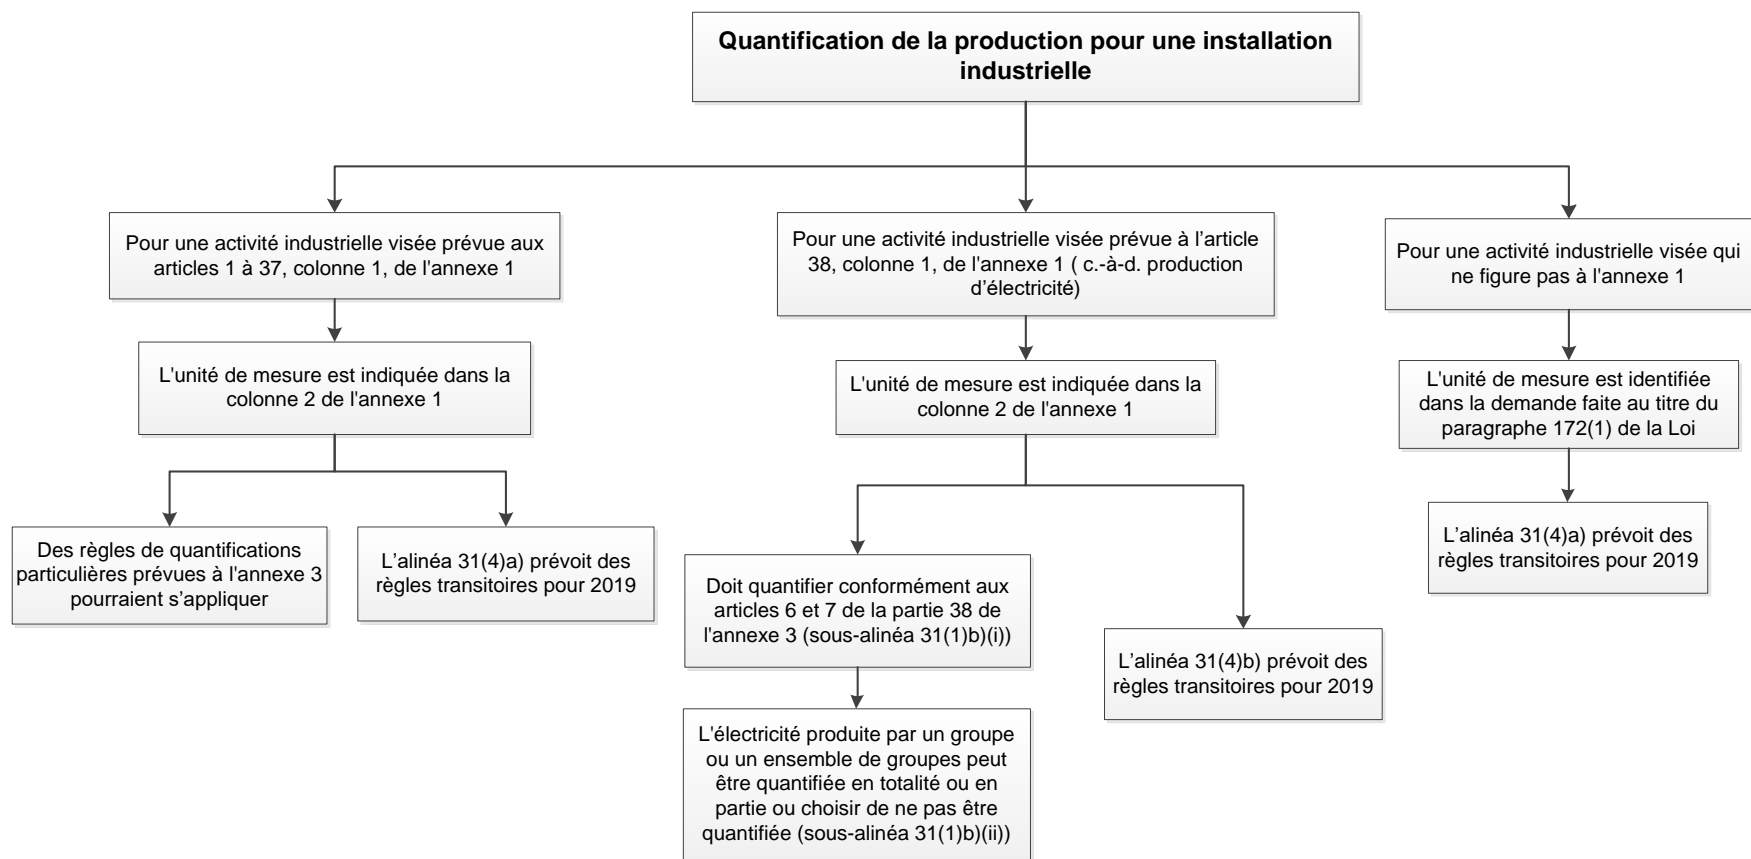 Quantification de la production pour une installation
industrielle
Pour une activité industrielle visée prévue aux
articles 1 à 37, colonne 1, de l'annexe 1
L'unité de mesure est indiquée dans la
colonne 2 de l'annexe 1
Des règles de quantifications
particulières prévues à l'annexe 3
pourraient s’appliquer
L’alinéa 31(4)a) prévoit des
règles transitoires pour 2019
Pour une activité industrielle visée prévue à l’article
38, colonne 1, de l'annexe 1 ( c.-à-d. production
d’électricité)
L'unité de mesure est indiquée dans la
colonne 2 de l'annexe 1
Doit quantifier conformément aux
articles 6 et 7 de la partie 38 de
l'annexe 3 (sous-alinéa 31(1)b)(i))
L'électricité produite par un groupe
ou un ensemble de groupes peut
être quantifiée en totalité ou en
partie ou choisir de ne pas être
quantifiée (sous-alinéa 31(1)b)(ii))
L’alinéa 31(4)b) prévoit des
règles transitoires pour 2019
Pour une activité industrielle visée qui
ne figure pas à l'annexe 1
L'unité de mesure est identifiée
dans la demande faite au titre du
paragraphe 172(1) de la Loi
L’alinéa 31(4)a) prévoit des
règles transitoires pour 2019